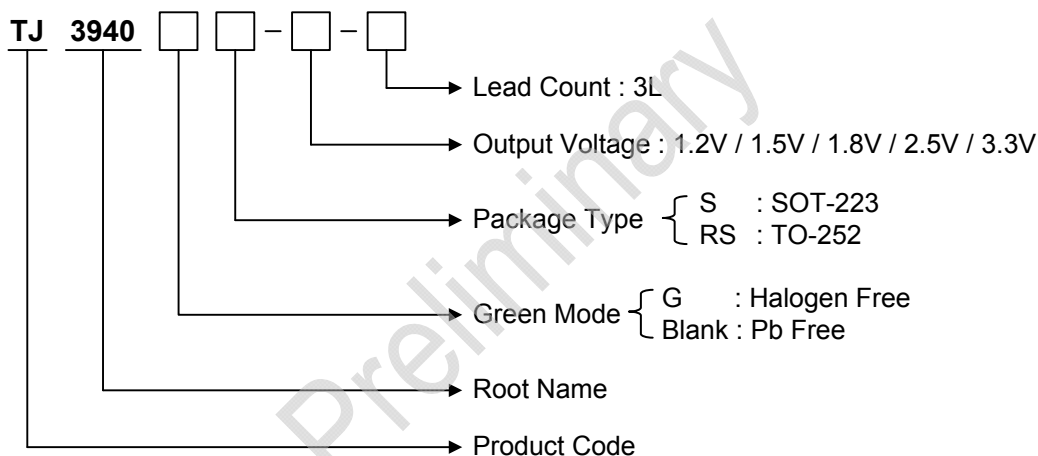 TJ 3940 – –
Lead Count : 3L
Output Voltage : 1.2V / 1.5V / 1.8V / 2.5V / 3.3V
Package Type S : SOT-223
RS : TO-252
Green Mode G : Halogen Free
Blank : Pb Free
Root Name
Product Code
Preliminary